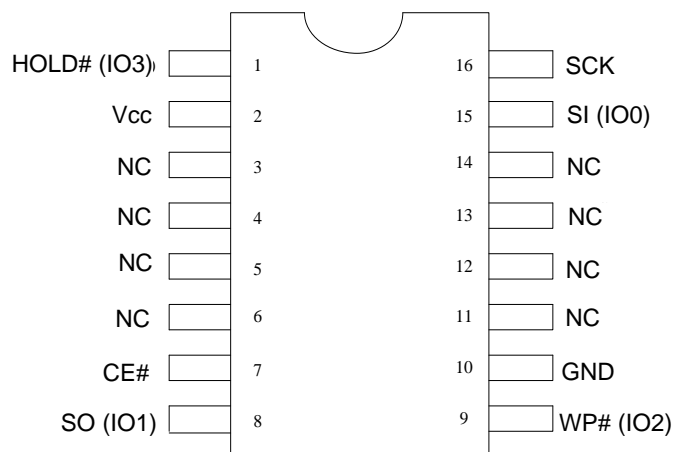 HOLD# (IO3) 1 16 SCK
Vcc 2 15 SI (IO0)
NC 3 14 NC
NC 4 13 NC
NC 5 12 NC
NC 6 11 NC
CE# 7 10 GND
SO (IO1) 8 9 WP# (IO2)